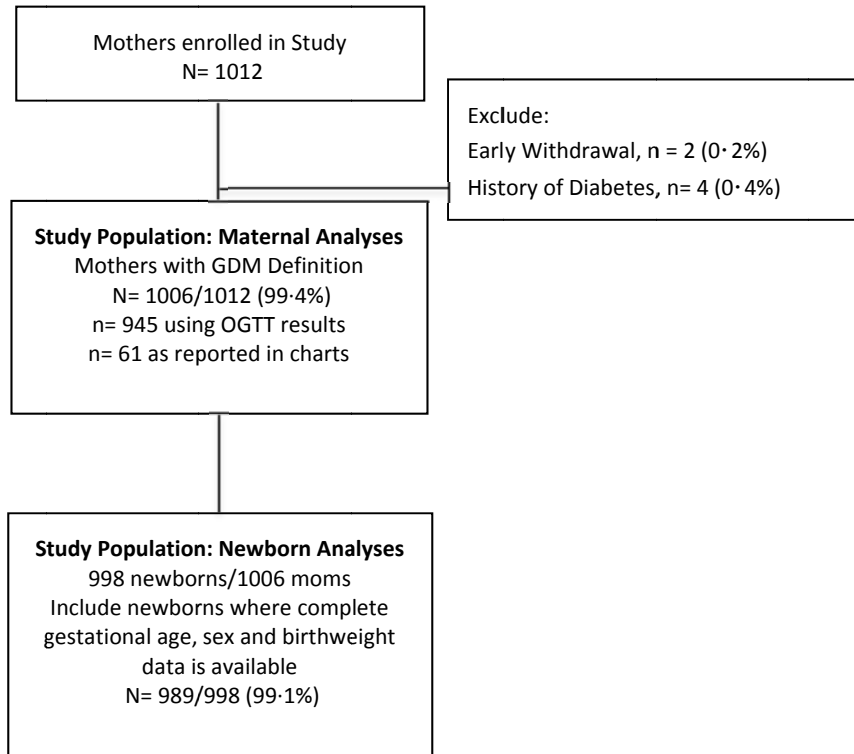 Mothers enrolled in Study
N= 1012
Exclude:
Early Withdrawal, n = 2 (0·2%)
History of Diabetes, n= 4 (0·4%)
Study Population: Maternal Analyses
Mothers with GDM Definition
N= 1006/1012 (99·4%)
n= 945 using OGTT results
n= 61 as reported in charts
Study Population: Newborn Analyses
998 newborns/1006 moms
Include newborns where complete
gestational age, sex and birthweight
data is available
N= 989/998 (99·1%)